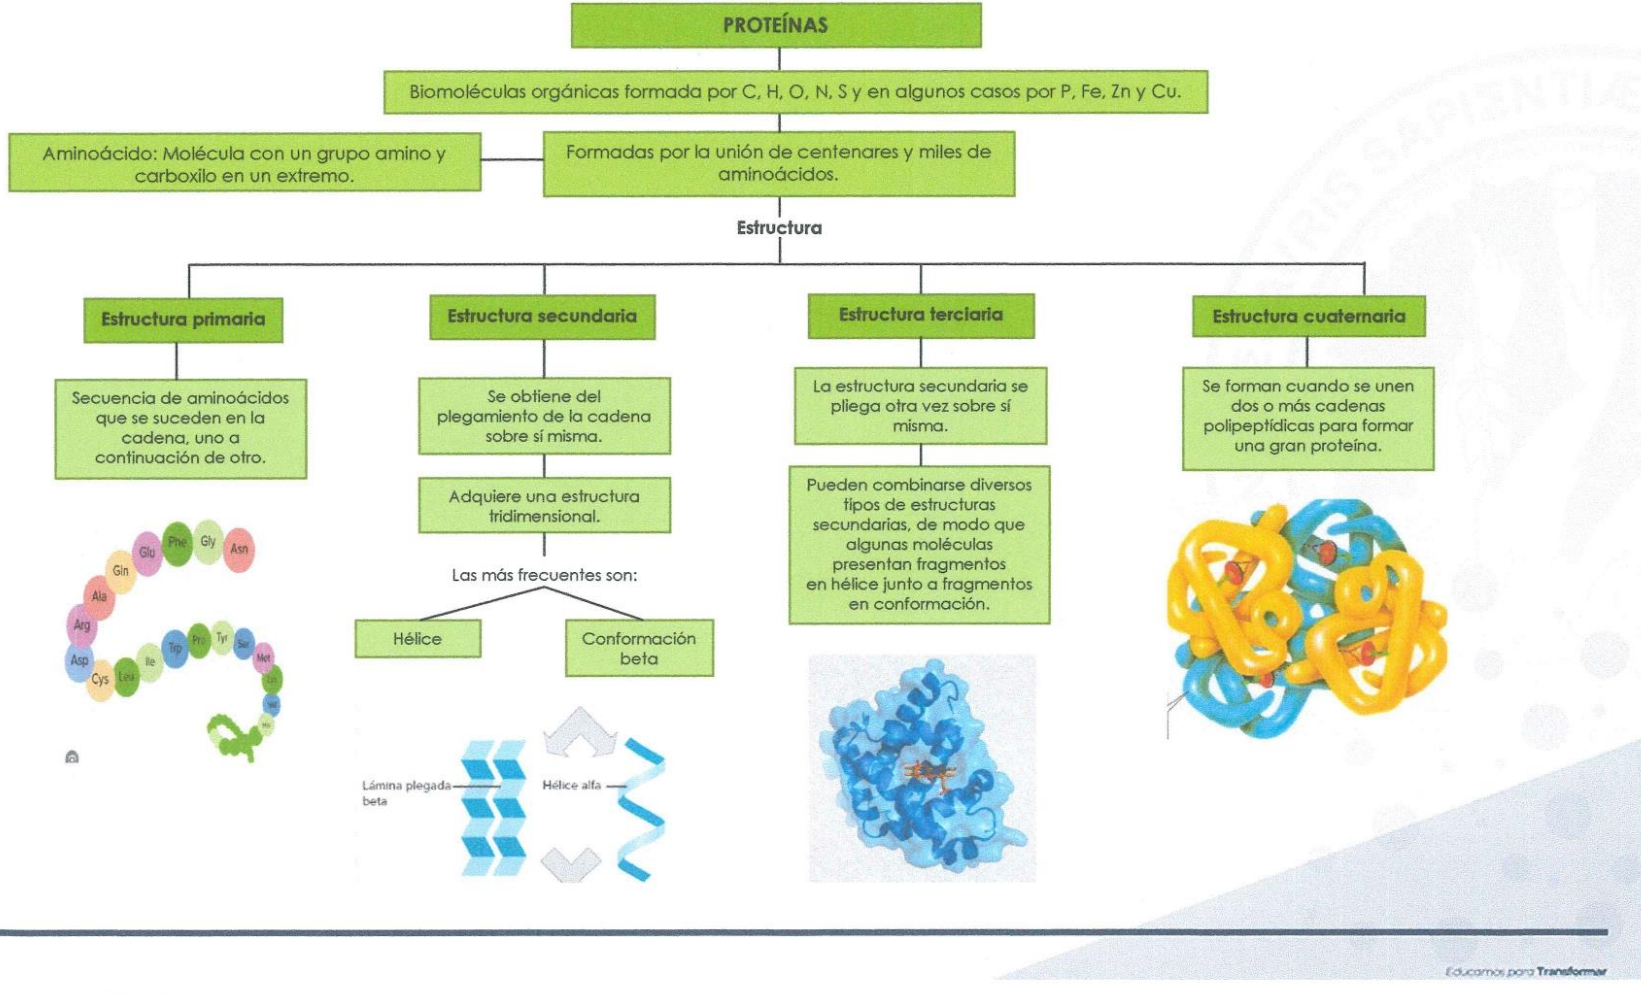 PROTEÍNAS
Biomoléculas orgánicas formada por C, H, O, N, S y en algunos casos por P, Fe, Zn y Cu.
Aminoácido: Molécula con un grupo amino y
carboxilo en un extremo.
Formadas por la unión de centenares y miles de
aminoácidos.
Estructura
Estructura primaria
Secuencia de aminoácidos
que se suceden en la
cadena, uno a
continuación de otro.
Glu
Phe
Gly
Asn
Gln
Ala
Arg
Asp
Cys
Leu
Ile
Trp
Pro
Tyr
Ser
Met
Estructura secundaria
Se obtiene del
plegamiento de la cadena
sobre sí misma.
Adquiere una estructura
tridimensional.
Las más frecuentes son:
Hélice
Conformación
beta
Lámina plegada
beta
Hélice alfa
Estructura terciaria
La estructura secundaria se
pliega otra vez sobre sí
misma.
Pueden combinarse diversos
tipos de estructuras
secundarias, de modo que
algunas moléculas
presentan fragmentos
en hélice junto a fragmentos
en conformación.
Estructura cuaternaria
Se forman cuando se unen
dos o más cadenas
polipeptídicas para formar
una gran proteína.
SAPIENTIÆ
Educamos para Transformar